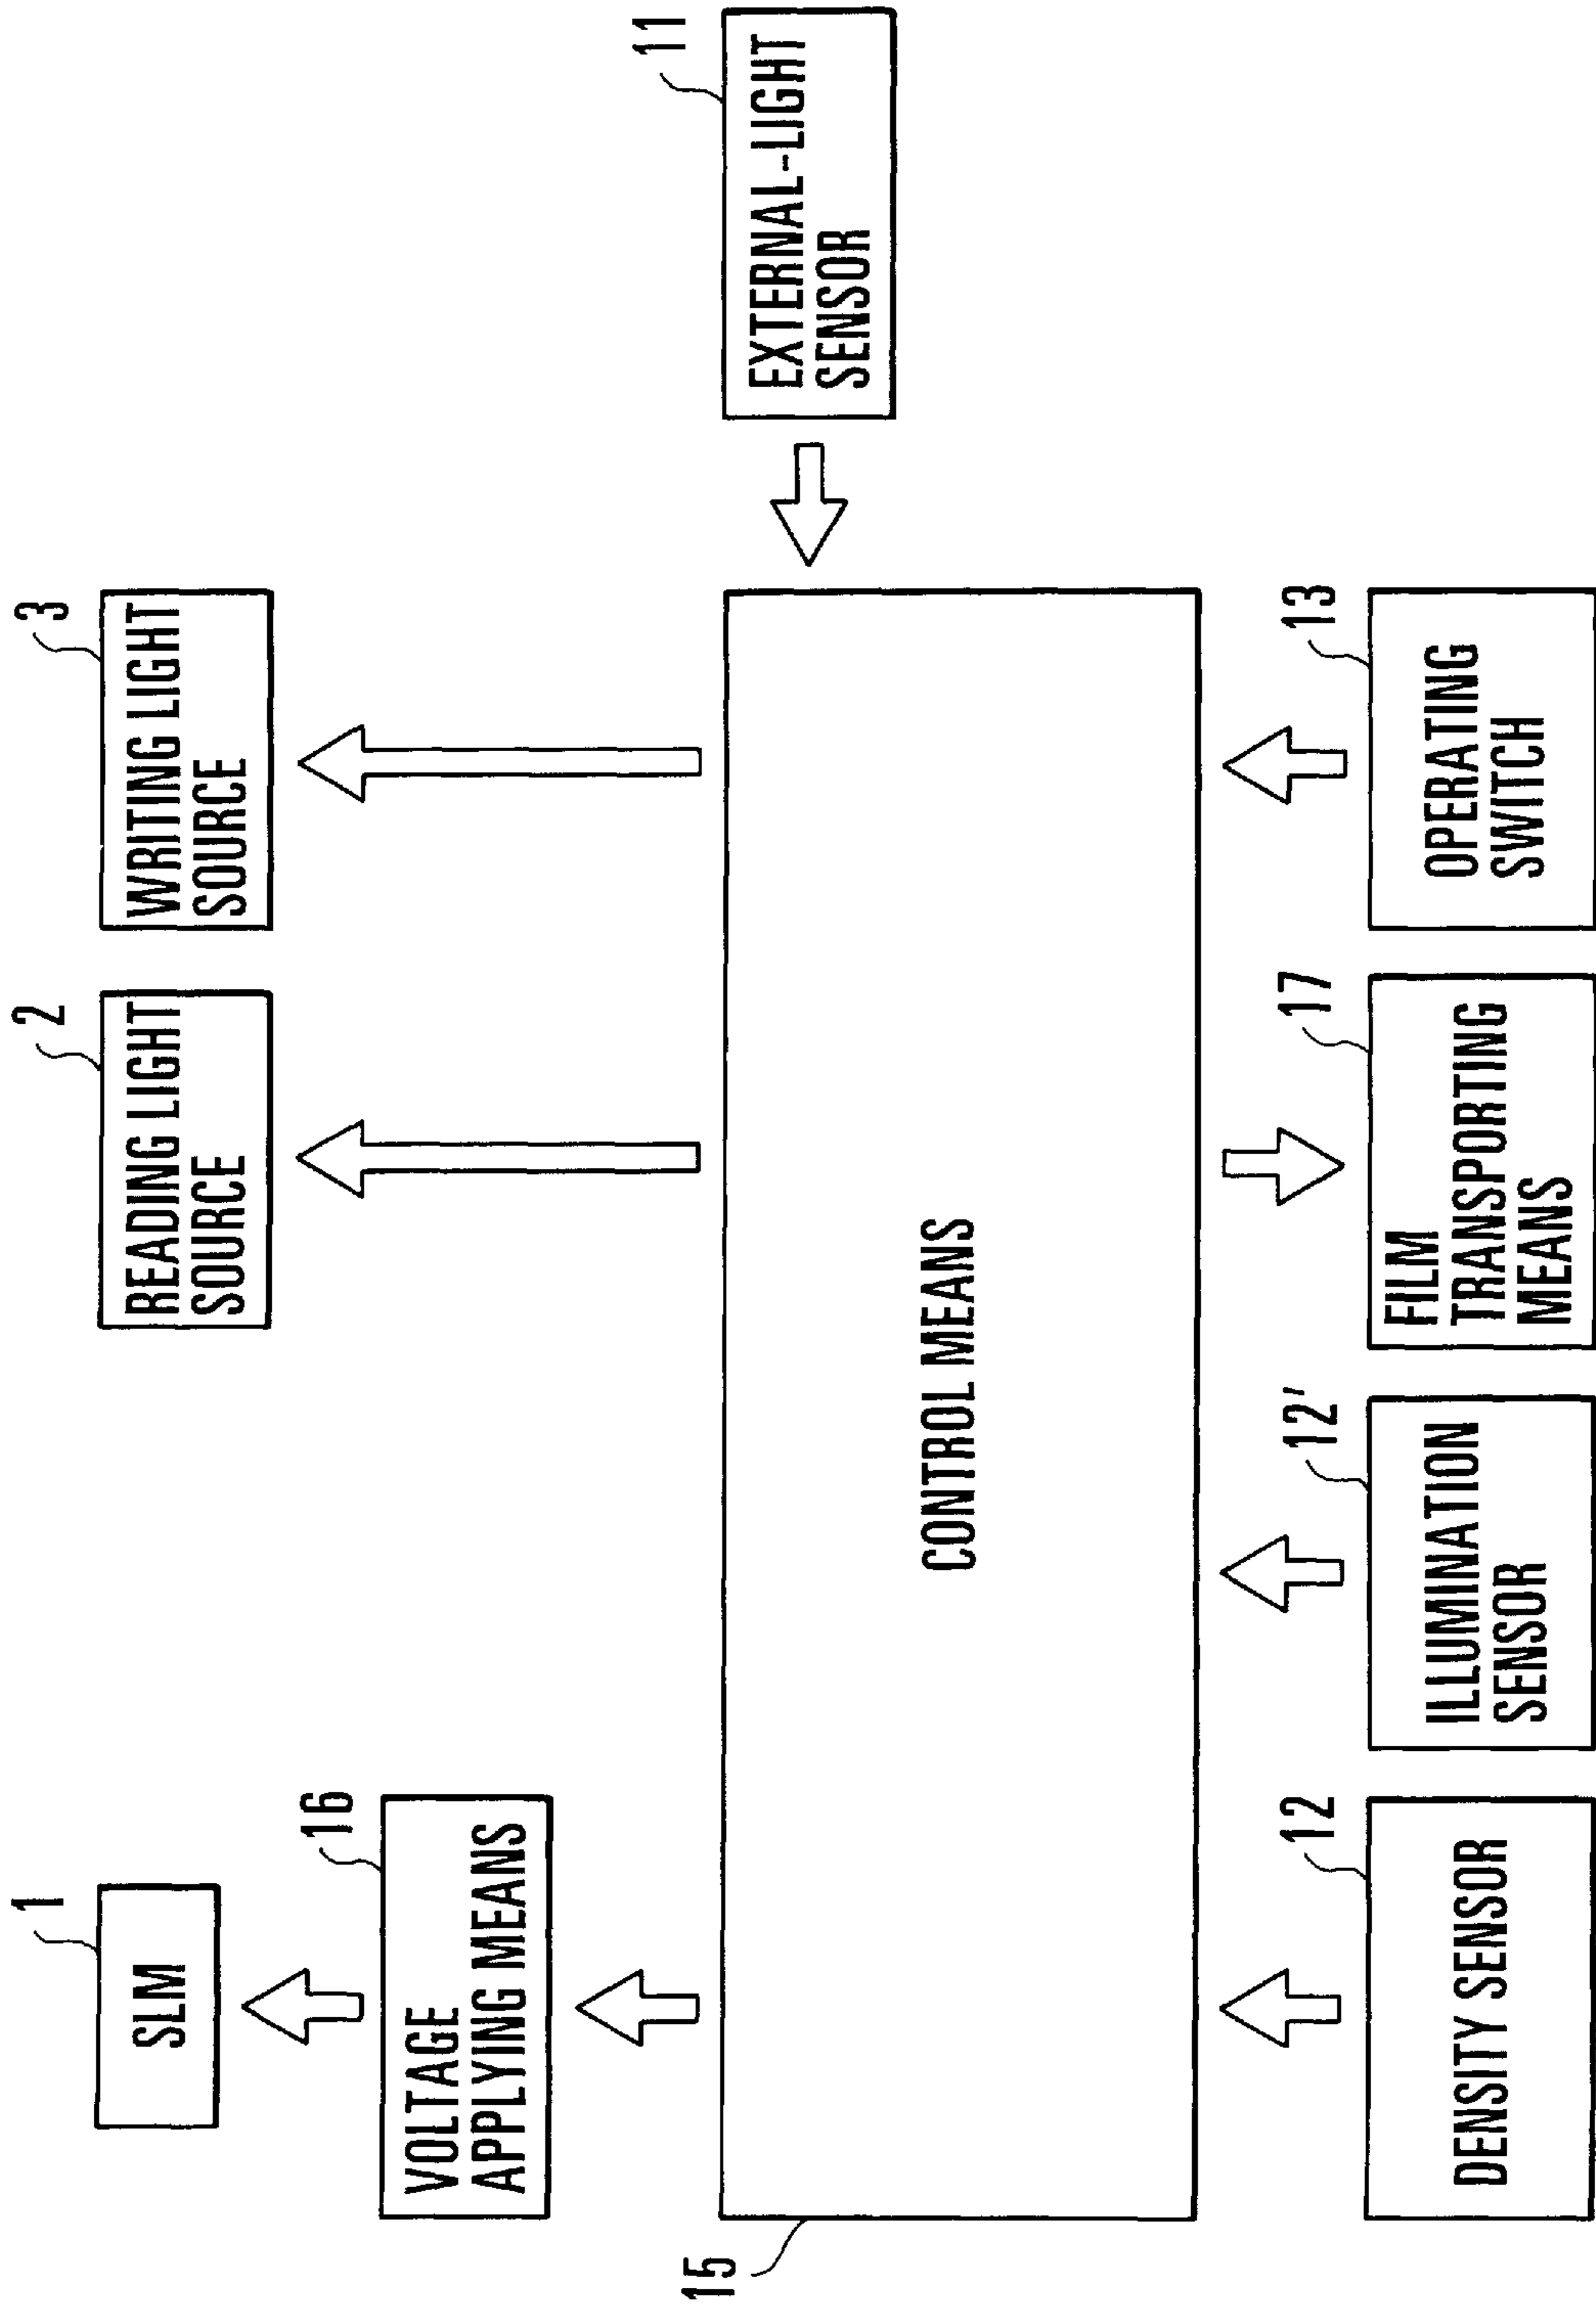 1
SLM
16
VOLTAGE
APPLYING MEANS
2
READING LIGHT
SOURCE
3
WRITING LIGHT
SOURCE
15
CONTROL MEANS
11
EXTERNAL-LIGHT
SENSOR
12
DENSITY SENSOR
12'
ILLUMINATION
SENSOR
17
FILM
TRANSPORTING
MEANS
13
OPERATING
SWITCH